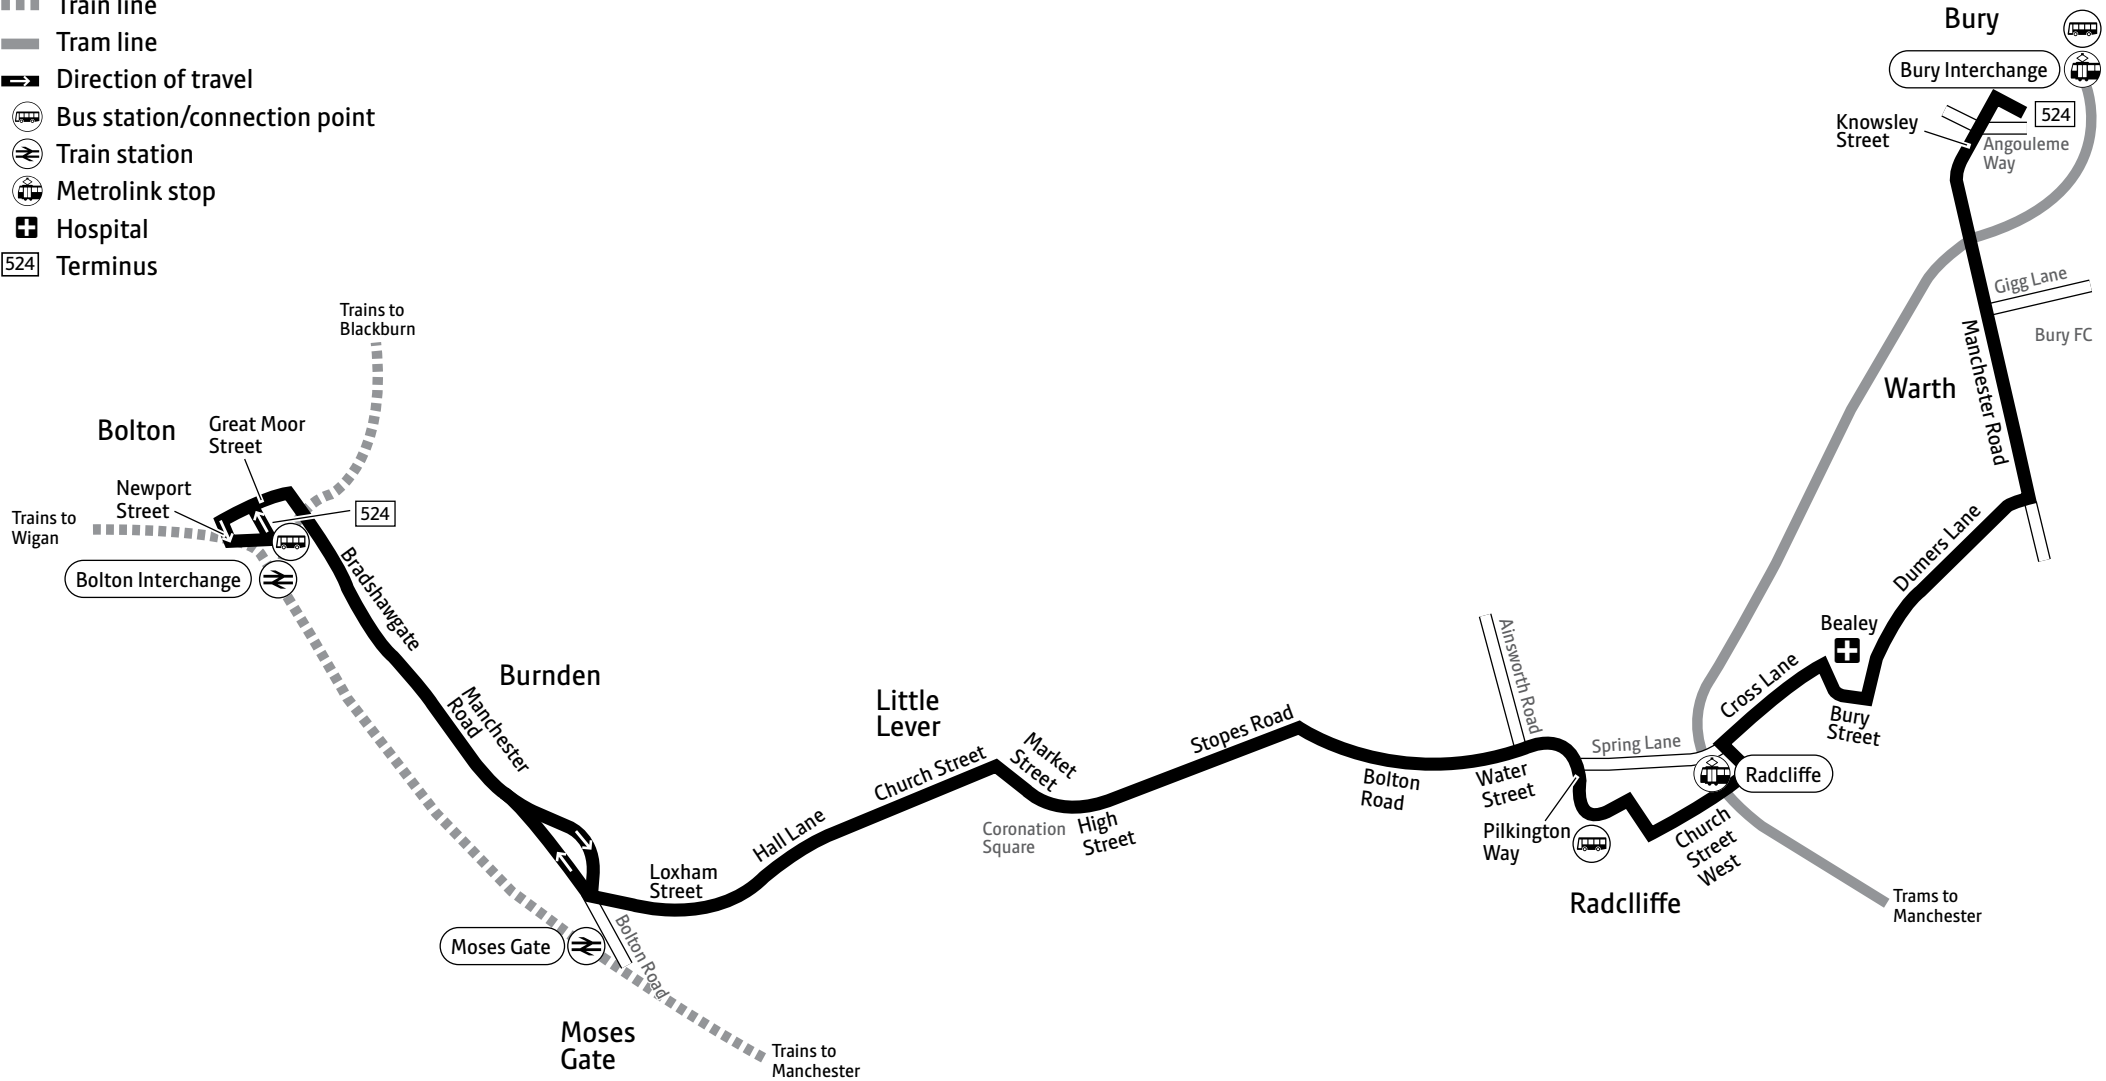 Train line
Tram line
Direction of travel
Bus station/connection point
Train station
Metrolink stop
Hospital
524 Terminus
Bury
Bury Interchange
524
Knowsley
Street
Angouleme
Way
Gigg Lane
Bury FC
Manchester Road
Warth
Trains to
Blackburn
Bolton
Great Moor
Street
Newport
Street
524
Trains to
Wigan
Bolton Interchange
Bradshawgate
Burnden
Manchester
Road
Little
Lever
Church Street
Market
Street
Stopes Road
Ainsworth Road
Dumers Lane
Bealey
Cross Lane
Bury
Street
Spring Lane
Radcliffe
Bolton
Road
Water
Street
Hall Lane
Coronation
Square
High
Street
Pilkington
Way
Church
Street
West
Loxham
Street
Radclliffe
Trams to
Manchester
Moses Gate
Bolton Road
Moses
Gate
Trains to
Manchester